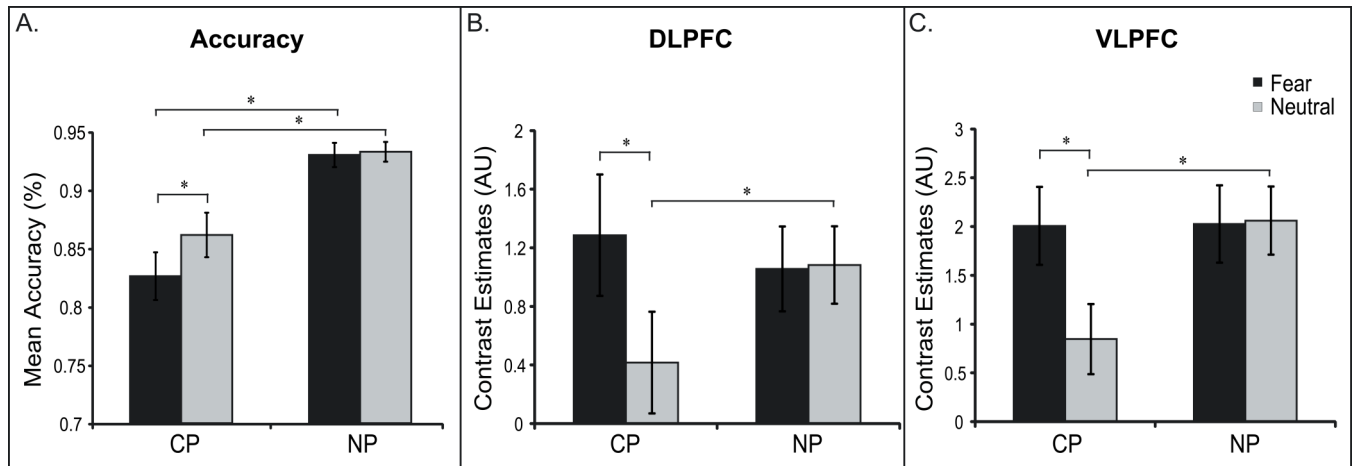 A.
Accuracy
*
*
*
Mean Accuracy (%)
0.95
0.9
0.85
0.8
0.75
0.7
CP
NP
B.
DLPFC
*
*
Contrast Estimates (AU)
2
1.6
1.2
0.8
0.4
0
CP
NP
C.
VLPFC
Fear
Neutral
*
*
Contrast Estimates (AU)
3
2.5
2
1.5
1
0.5
0
CP
NP